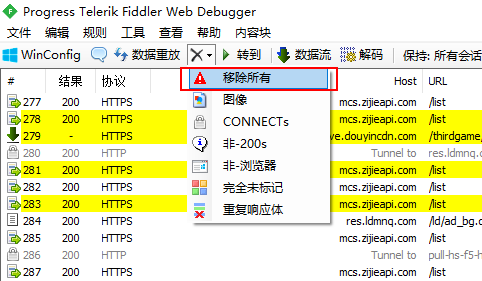 Progress Telerik Fiddler Web Debugger
文件 编辑 规则 工具 查看 帮助 内容块
WinConfig 数据重放 转到 数据流 解码 保持: 所有会话
# 结果 协议 Host URL
移除所有
图像
CONNECTs
非-200s
非-浏览器
完全未标记
重复响应体
277 200 HTTPS mcs.zijieapi.com /list
278 200 HTTPS mcs.zijieapi.com /list
279 - HTTPS ve.douyincdn.com /thirdgame/
280 200 HTTP Tunnel to res.ldmnq.com
281 200 HTTPS mcs.zijieapi.com /list
282 200 HTTPS mcs.zijieapi.com /list
283 200 HTTPS mcs.zijieapi.com /list
284 200 HTTPS res.ldmnq.com /ld/ad_bg.c
285 200 HTTPS mcs.zijieapi.com /list
286 200 HTTP Tunnel to pull-hs-f5-
287 200 HTTPS mcs.zijieapi.com /list